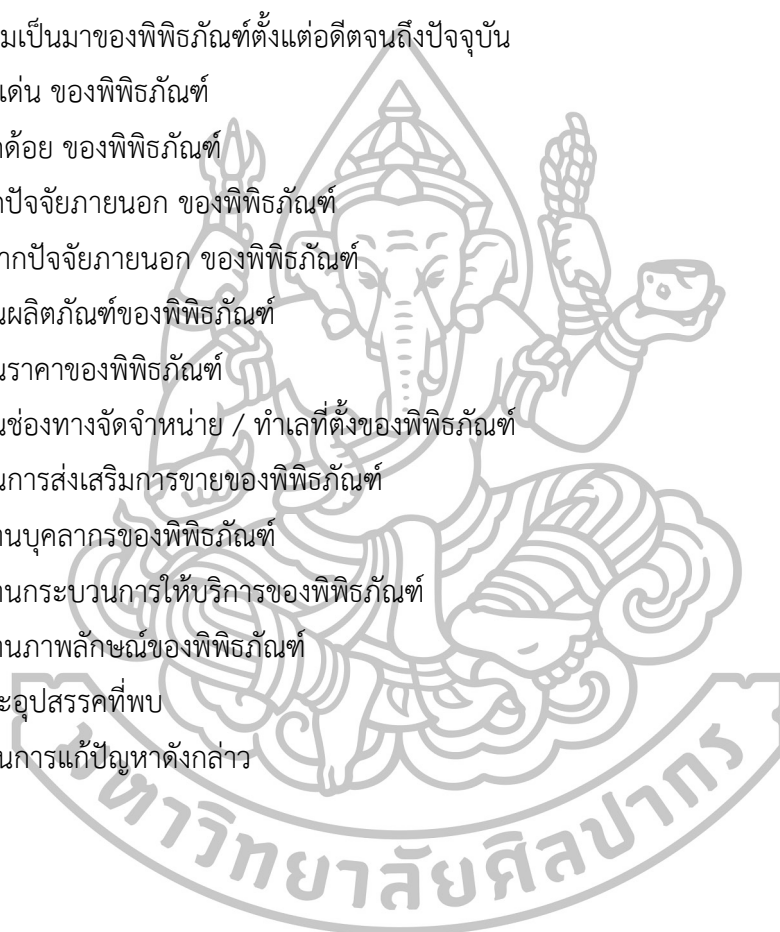 มเป็นมาของพิพิธภัณฑ์ตั้งแต่อดีตจนถึงปัจจุบัน
เด่น ของพิพิธภัณฑ์
ด้อย ของพิพิธภัณฑ์
ปัจจัยภายนอก ของพิพิธภัณฑ์
ากปัจจัยภายนอก ของพิพิธภัณฑ์
นผลิตภัณฑ์ของพิพิธภัณฑ์
นราคาของพิพิธภัณฑ์
นช่องทางจัดจำหน่าย / ทำเลที่ตั้งของพิพิธภัณฑ์
นการส่งเสริมการขายของพิพิธภัณฑ์
านบุคลากรของพิพิธภัณฑ์
านกระบวนการให้บริการของพิพิธภัณฑ์
านภาพลักษณ์ของพิพิธภัณฑ์
ะอุปสรรคที่พบ
นการแก้ปัญหาดังกล่าว
มหาวิทยาลัยศิลปากร